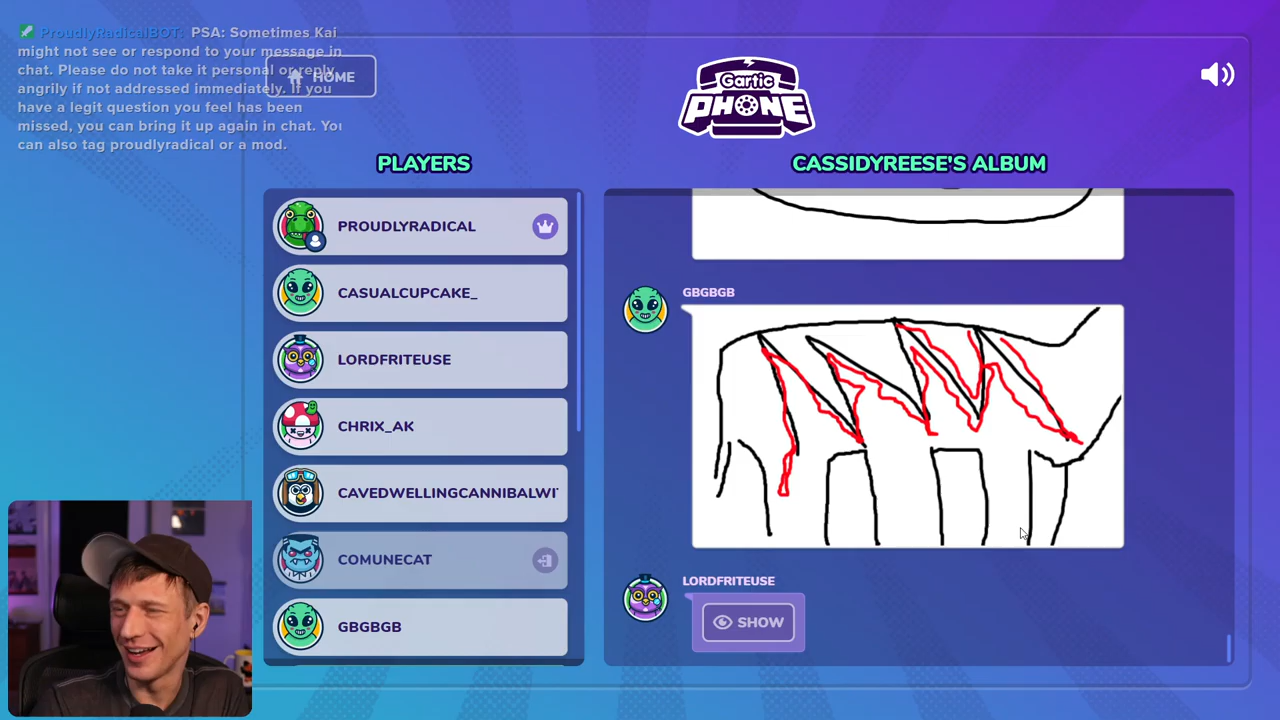 ProudlyRadicalBOT: PSA: Sometimes Kai
might not see or respond to your message in
chat. Please do not take it personal or reply
angrily if not addressed immediately. If you
have a legit question you feel has been
missed, you can bring it up again in chat. You
can also tag proudlyradical or a mod.
HOME
Gartic
PHONE
PLAYERS
PROUDLYRADICAL
CASUALCUPCAKE_
LORDFRITEUSE
CHRIX_AK
CAVEDWELLINGCANNIBALWI
COMUNECAT
GBGBGB
CASSIDYREESE'S ALBUM
GBGBGB
LORDFRITEUSE
SHOW